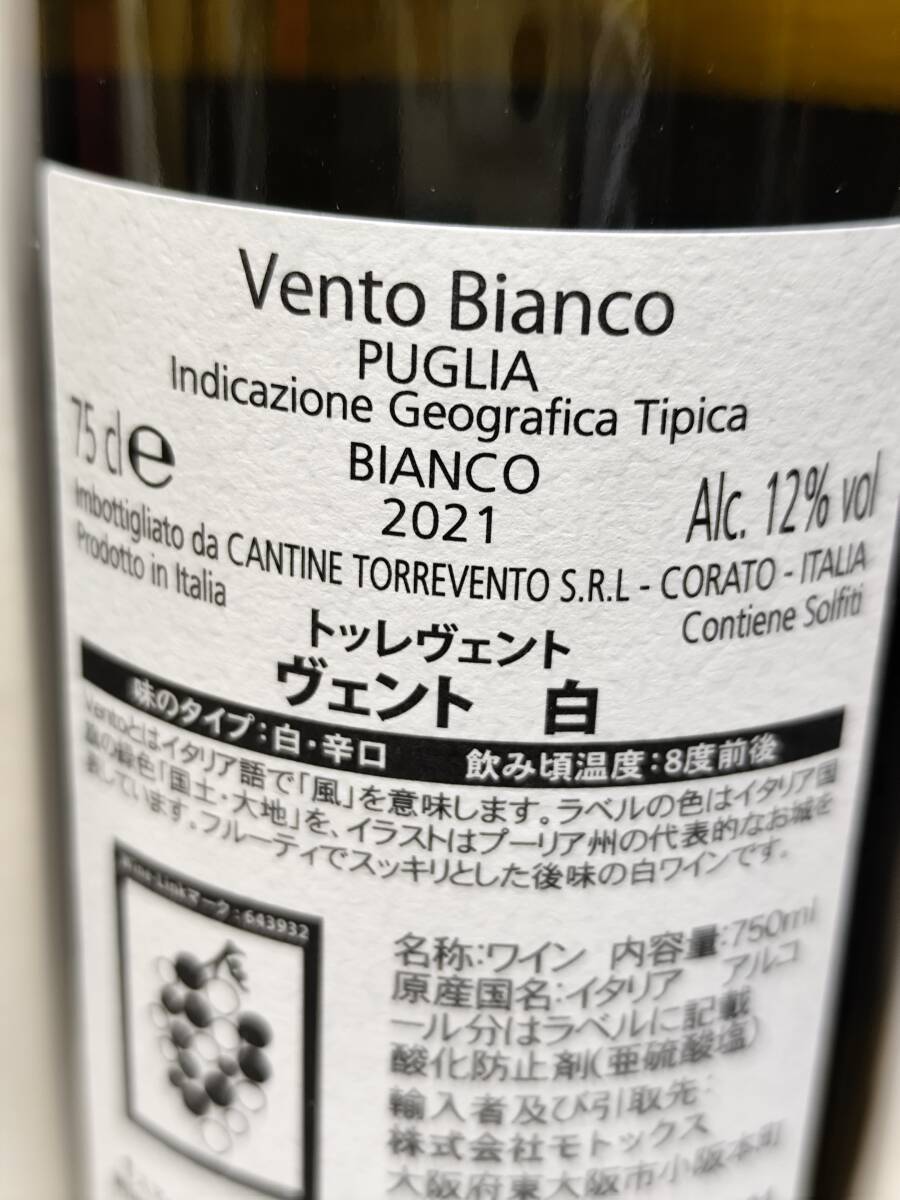 Vento Bianco
PUGLIA
Indicazione Geografica Tipica
75 cl e
BIANCO
2021
Alc. 12% vol
Imbottigliato da CANTINE TORREVENTO S.R.L - CORATO - ITALIA
Prodotto in Italia
Contiene Solfiti
トッレヴェント
ヴェント 白
味のタイプ:白・辛口 飲み頃温度:8度前後
Ventoとはイタリア語で「風」を意味します。ラベルの色はイタリア国
旗の緑色「国土・大地」を、イラストはプーリア州の代表的なお城を
表しています。フルーティでスッキリとした後味の白ワインです。
Wine-Linkマーク:643932
名称:ワイン 内容量:750ml
原産国名:イタリア アルコ
ール分はラベルに記載
酸化防止剤(亜硫酸塩)
輸入者及び引取先:
株式会社モトックス
大阪府東大阪市小阪本町